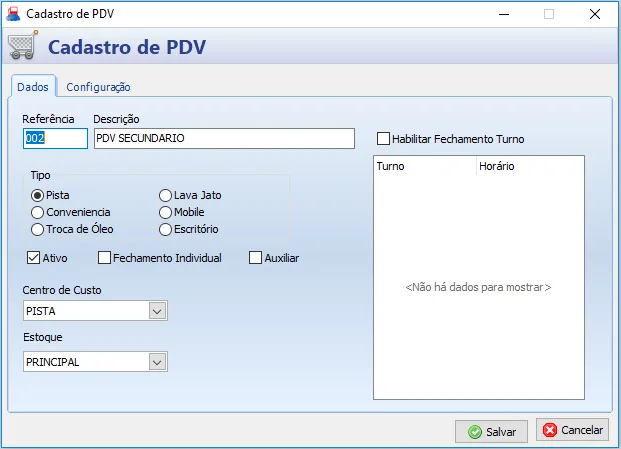 Cadastro de PDV
Cadastro de PDV
Dados Configuração
Referência Descrição
002 PDV SECUNDARIO
Habilitar Fechamento Turno
Turno Horário
<Não há dados para mostrar>
Tipo
Pista Lava Jato
Conveniencia Mobile
Troca de Óleo Escritório
Ativo Fechamento Individual Auxiliar
Centro de Custo
PISTA
Estoque
PRINCIPAL
Salvar Cancelar